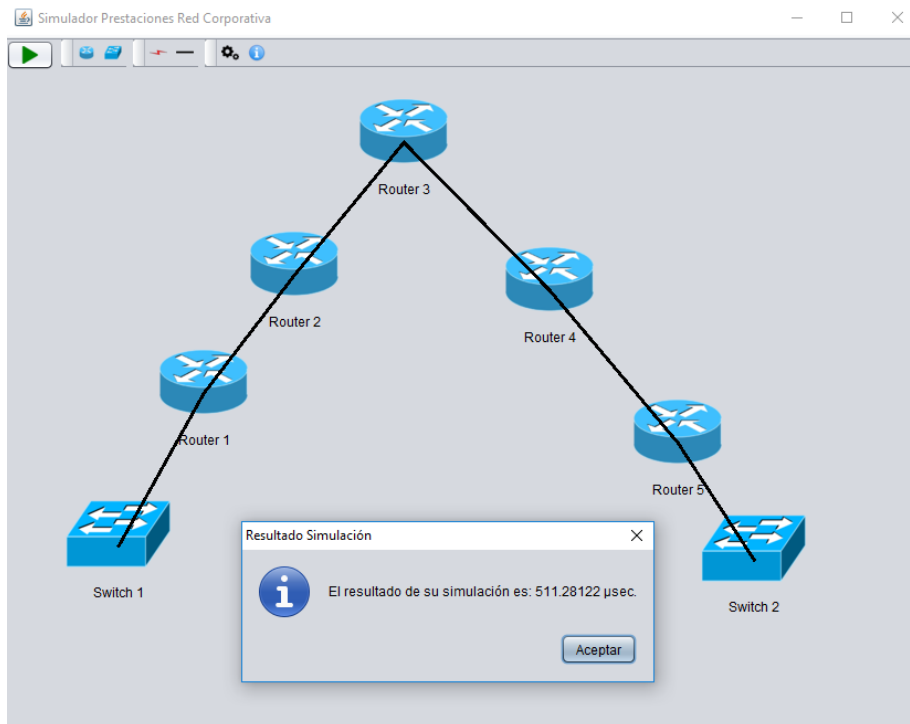 Simulador Prestaciones Red Corporativa
Router 3
Router 2
Router 4
Router 1
Router 5
Switch 1
Resultado Simulación
El resultado de su simulación es: 511.28122 µsec.
Aceptar
Switch 2